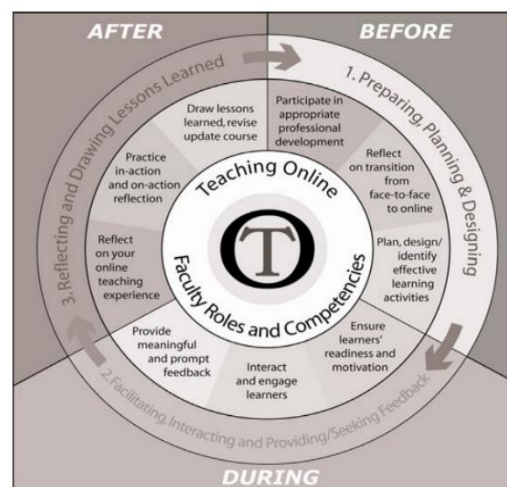 AFTER
BEFORE
1. Preparing, Planning & Designing
Participate in
appropriate
professional
development
Reflect
on transition
from
face-to-face
to online
Plan, design/
identify
effective
learning
activities
DURING
2. Facilitating, Interacting and Providing/Seeking Feedback
Ensure
learners'
readiness and
motivation
Interact
and engage
learners
Provide
meaningful
and prompt
feedback
3. Reflecting and Drawing Lessons Learned
Reflect
on your
online
teaching
experience
Practice
in-action
and on-action
reflection
Draw lessons
learned, revise
update course
Teaching Online
OT
Faculty Roles and Competencies